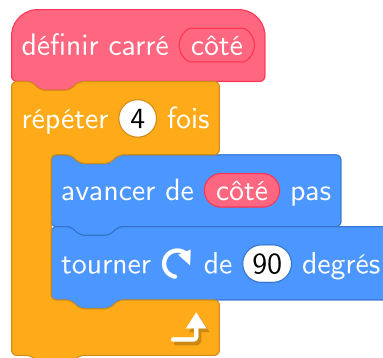 définir carré côté
répéter 4 fois
avancer de côté pas
tourner de 90 degrés